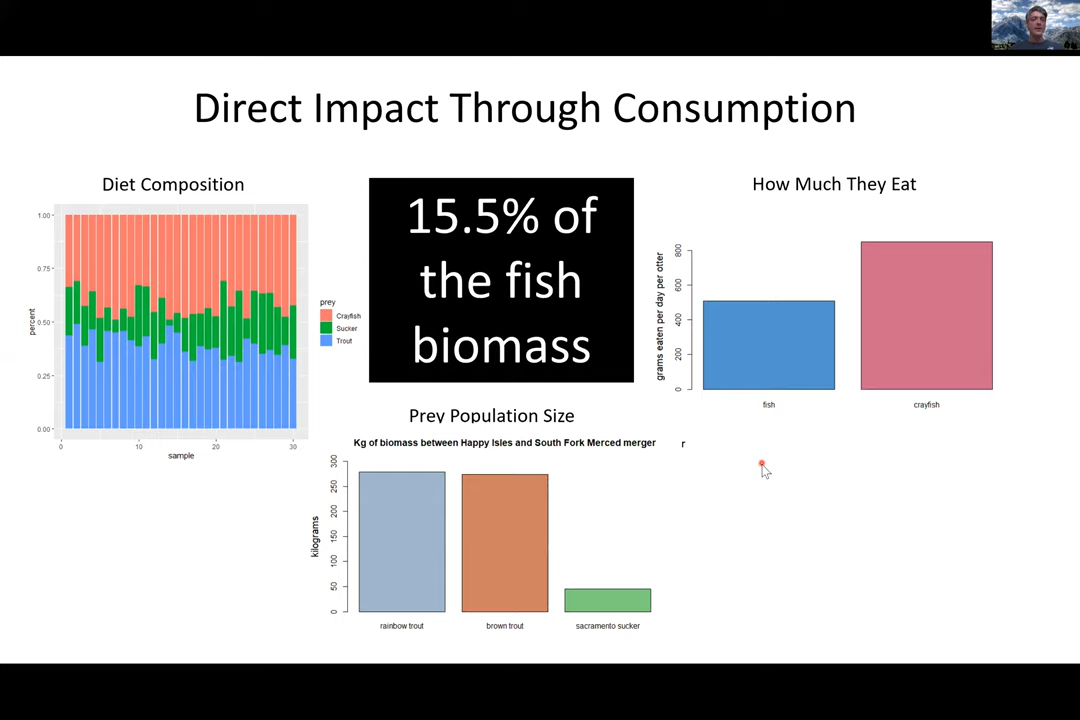 Direct Impact Through Consumption
Diet Composition
1.00
0.75
0.50
0.25
0.00
percent
0
10
20
30
sample
prey
Crayfish
Sucker
Trout
15.5% of
the fish
biomass
How Much They Eat
grams eaten per day per otter
800
600
400
200
0
fish
crayfish
Prey Population Size
Kg of biomass between Happy Isles and South Fork Merced merger
r
kilograms
300
250
200
150
100
50
0
rainbow trout
brown trout
sacramento sucker